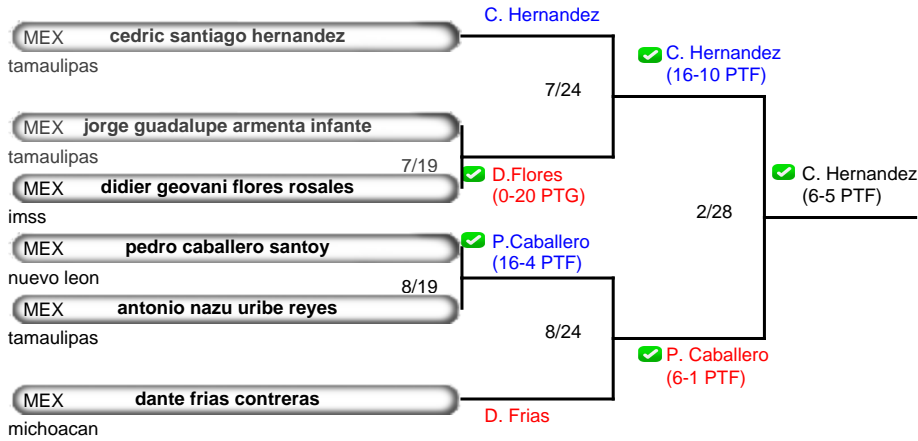 C. Hernandez
MEX cedric santiago hernandez
tamaulipas
C. Hernandez
(16-10 PTF)
7/24
MEX jorge guadalupe armenta infante
tamaulipas
7/19
D.Flores
(0-20 PTG)
MEX didier geovani flores rosales
imss
C. Hernandez
(6-5 PTF)
2/28
MEX pedro caballero santoy
nuevo leon
P.Caballero
(16-4 PTF)
8/19
MEX antonio nazu uribe reyes
tamaulipas
8/24
P. Caballero
(6-1 PTF)
MEX dante frias contreras
michoacan
D. Frias